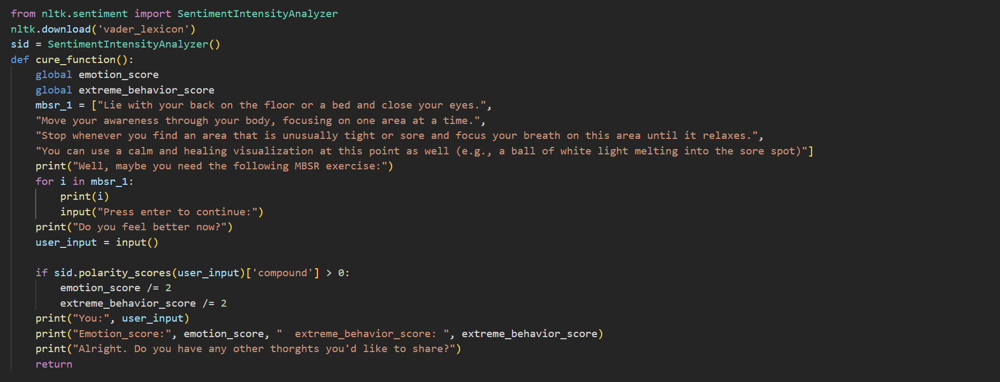 from nltk.sentiment import SentimentIntensityAnalyzer
nltk.download('vader_lexicon')
sid = SentimentIntensityAnalyzer()
def cure_function():
    global emotion_score
    global extreme_behavior_score
    mbsr_1 = ["Lie with your back on the floor or a bed and close your eyes.",
    "Move your awareness through your body, focusing on one area at a time.",
    "Stop whenever you find an area that is unusually tight or sore and focus your breath on this area until it relaxes.",
    "You can use a calm and healing visualization at this point as well (e.g., a ball of white light melting into the sore spot)"]
    print("Well, maybe you need the following MBSR exercise:")
    for i in mbsr_1:
        print(i)
        input("Press enter to continue:")
    print("Do you feel better now?")
    user_input = input()

    if sid.polarity_scores(user_input)['compound'] > 0:
        emotion_score /= 2
        extreme_behavior_score /= 2
    print("You:", user_input)
    print("Emotion_score:", emotion_score, "  extreme_behavior_score: ", extreme_behavior_score)
    print("Alright. Do you have any other thorghts you'd like to share?")
    return